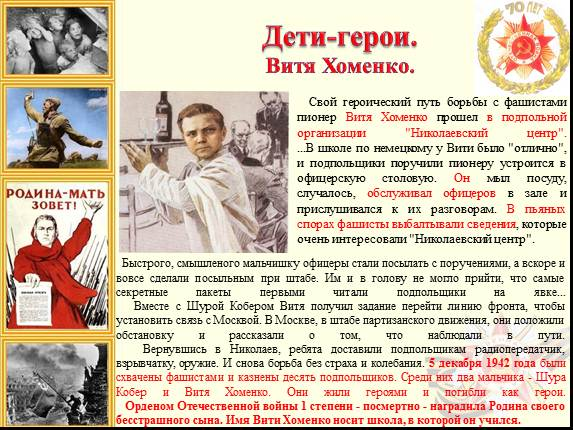 70 ЛЕТ
Дети-герои.
Витя Хоменко.
РОДИНА-МАТЬ
ЗОВЕТ!
Свой героический путь борьбы с фашистами
пионер Витя Хоменко прошел в подпольной
организации "Николаевский центр".
...В школе по немецкому у Вити было "отлично",
и подпольщики поручили пионеру устроится в
офицерскую столовую. Он мыл посуду,
случалось, обслуживал офицеров в зале и
прислушивался к их разговорам. В пьяных
спорах фашисты выбалтывали сведения, которые
очень интересовали "Николаевский центр".
Быстрого, смышленого мальчишку офицеры стали посылать с поручениями, а вскоре и
вовсе сделали посыльным при штабе. Им и в голову не могло прийти, что самые
секретные пакеты первыми читали подпольщики на явке...
Вместе с Шурой Кобером Витя получил задание перейти линию фронта, чтобы
установить связь с Москвой. В Москве, в штабе партизанского движения, они доложили
обстановку и рассказали о том, что наблюдали в пути.
Вернувшись в Николаев, ребята доставили подпольщикам радиопередатчик,
взрывчатку, оружие. И снова борьба без страха и колебания. 5 декабря 1942 года были
схвачены фашистами и казнены десять подпольщиков. Среди них два мальчика - Шура
Кобер и Витя Хоменко. Они жили героями и погибли как герои.
Орденом Отечественной войны 1 степени - посмертно - наградила Родина своего
бесстрашного сына. Имя Вити Хоменко носит школа, в которой он учился.